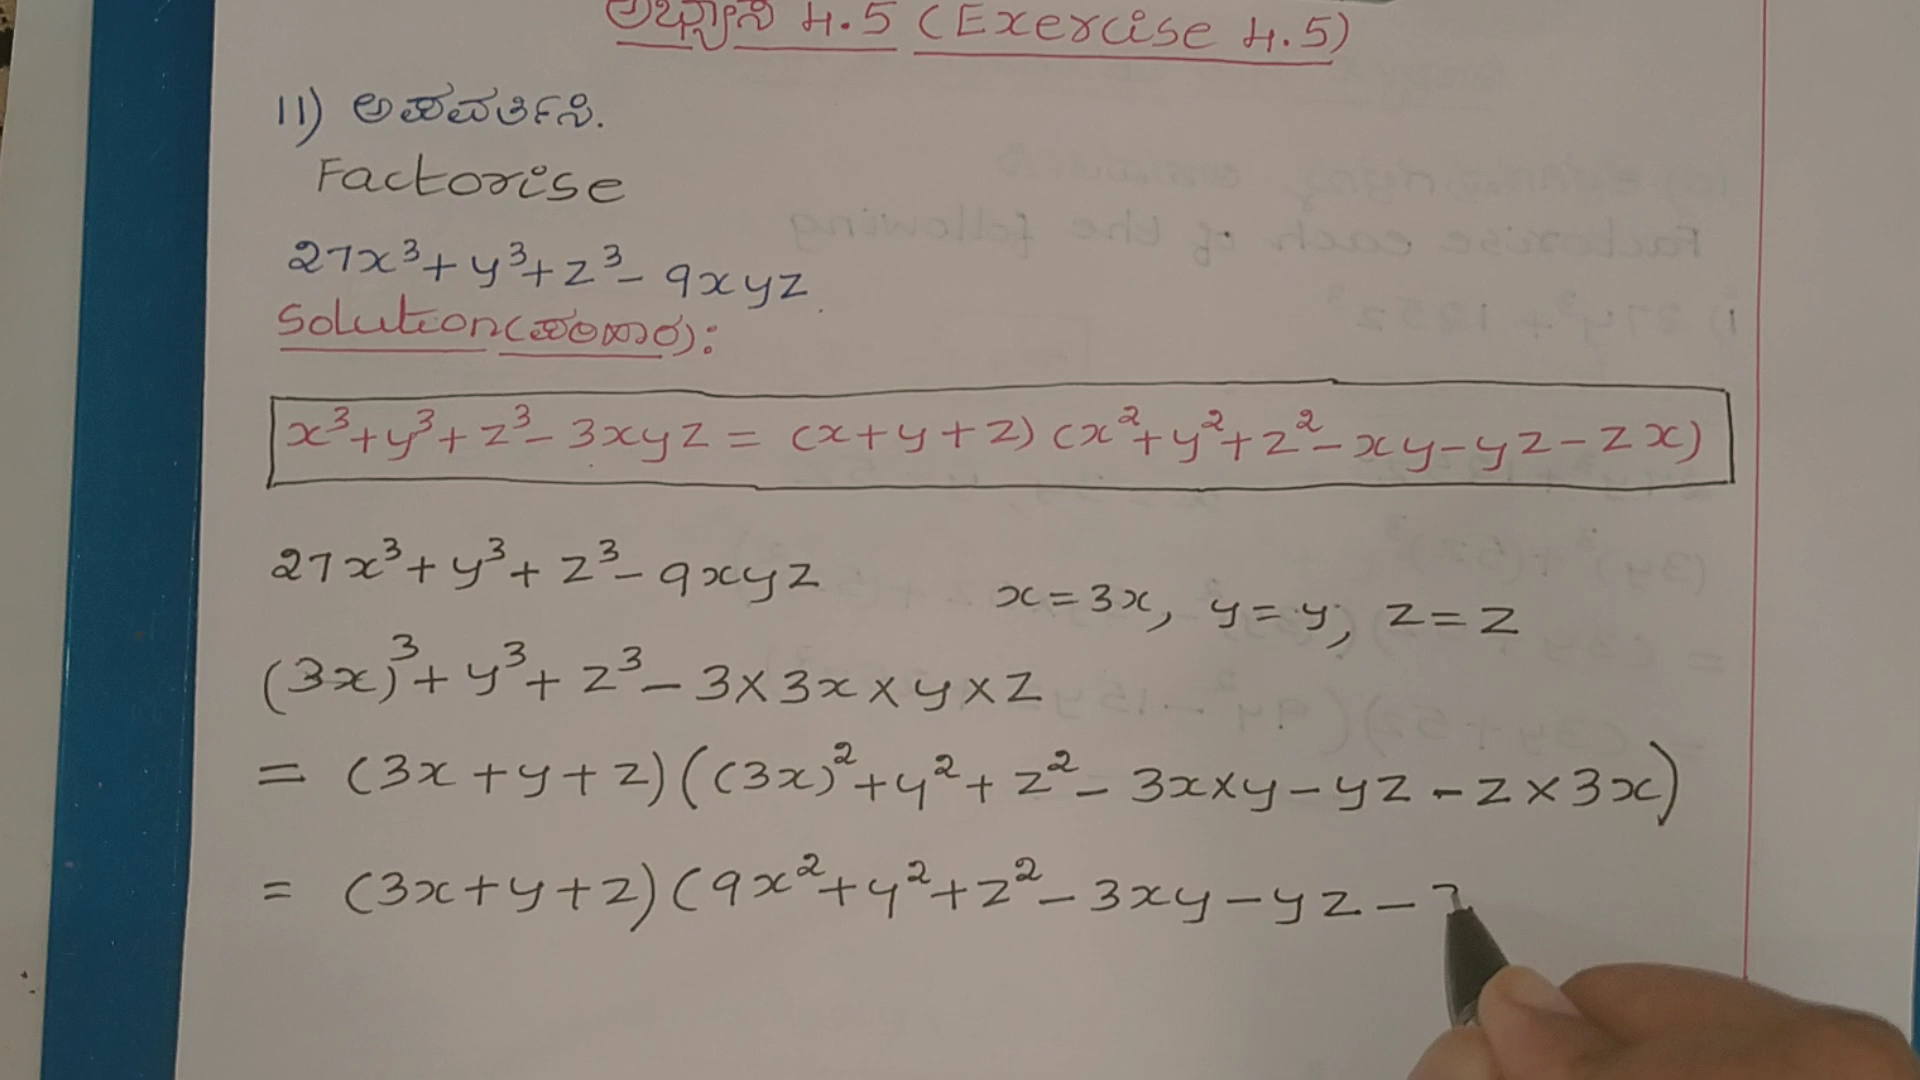 ಅಭ್ಯಾಸ 4.5 (Exercise 4.5)
11) ಅಪವರ್ತಿಸಿ.
Factorise
27x³+y³+z³-9xyz
Solution(ಪರಿಹಾರ):
x³+y³+z³-3xyz = (x+y+z)(x²+y²+z²-xy-yz-zx)
27x³+y³+z³-9xyz x=3x, y=y, z=z
(3x)³+y³+z³-3×3x×y×z
= (3x+y+z)((3x)²+y²+z²-3x×y-yz-z×3x)
= (3x+y+z)(9x²+y²+z²-3xy-yz-